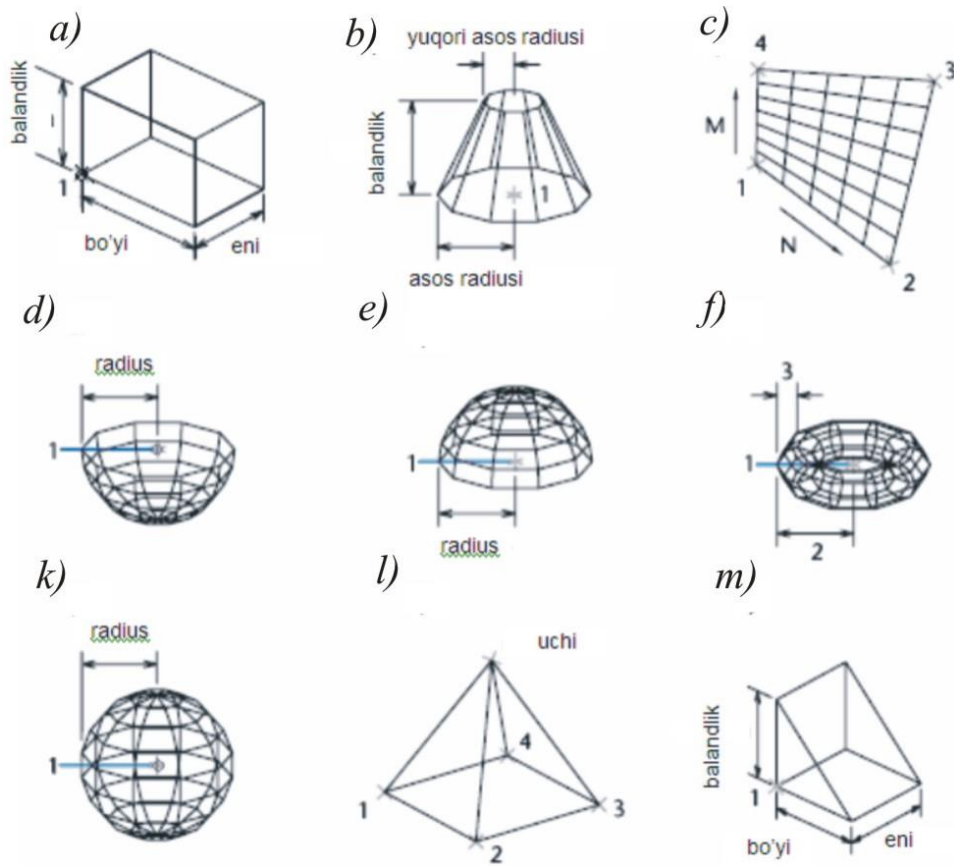 a)
balandlik
1
bo'yi
eni
b)
yuqori asos radiusi
balandlik
1
asos radiusi
c)
4
3
M
1
N
2
d)
radius
1
e)
1
radius
f)
3
1
2
k)
radius
1
l)
uchi
4
1
3
2
m)
balandlik
1
bo'yi
eni